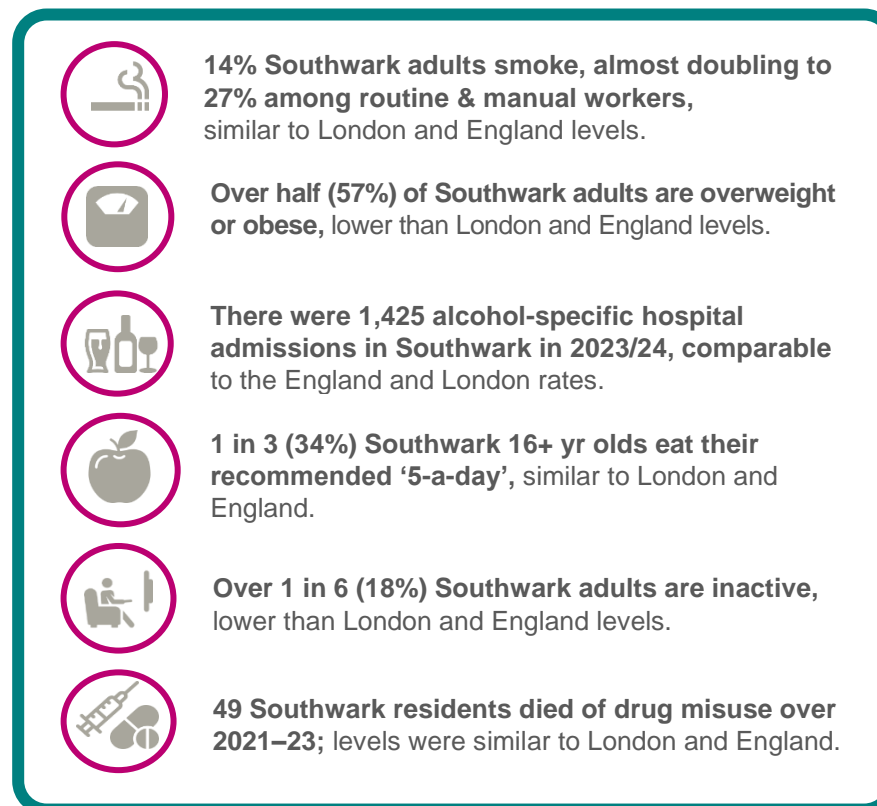 14% Southwark adults smoke, almost doubling to
27% among routine & manual workers,
similar to London and England levels.
Over half (57%) of Southwark adults are overweight
or obese, lower than London and England levels.
There were 1,425 alcohol-specific hospital
admissions in Southwark in 2023/24, comparable
to the England and London rates.
1 in 3 (34%) Southwark 16+ yr olds eat their
recommended ‘5-a-day’, similar to London and
England.
Over 1 in 6 (18%) Southwark adults are inactive,
lower than London and England levels.
49 Southwark residents died of drug misuse over
2021–23; levels were similar to London and England.